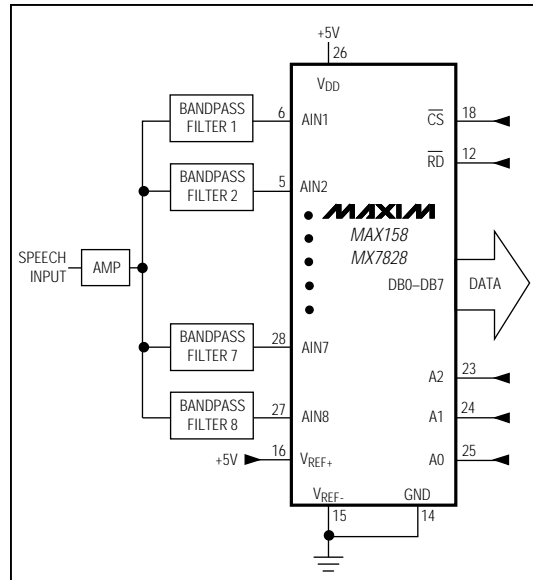 +5V
26
VDD
BANDPASS
FILTER 1
6
AIN1
CS
18
RD
12
BANDPASS
FILTER 2
5
AIN2
MAXIM
MAX158
MX7828
SPEECH
INPUT
AMP
DB0–DB7
DATA
BANDPASS
FILTER 7
28
AIN7
A2
23
BANDPASS
FILTER 8
27
AIN8
A1
24
+5V
16
VREF+
A0
25
VREF-
GND
15
14